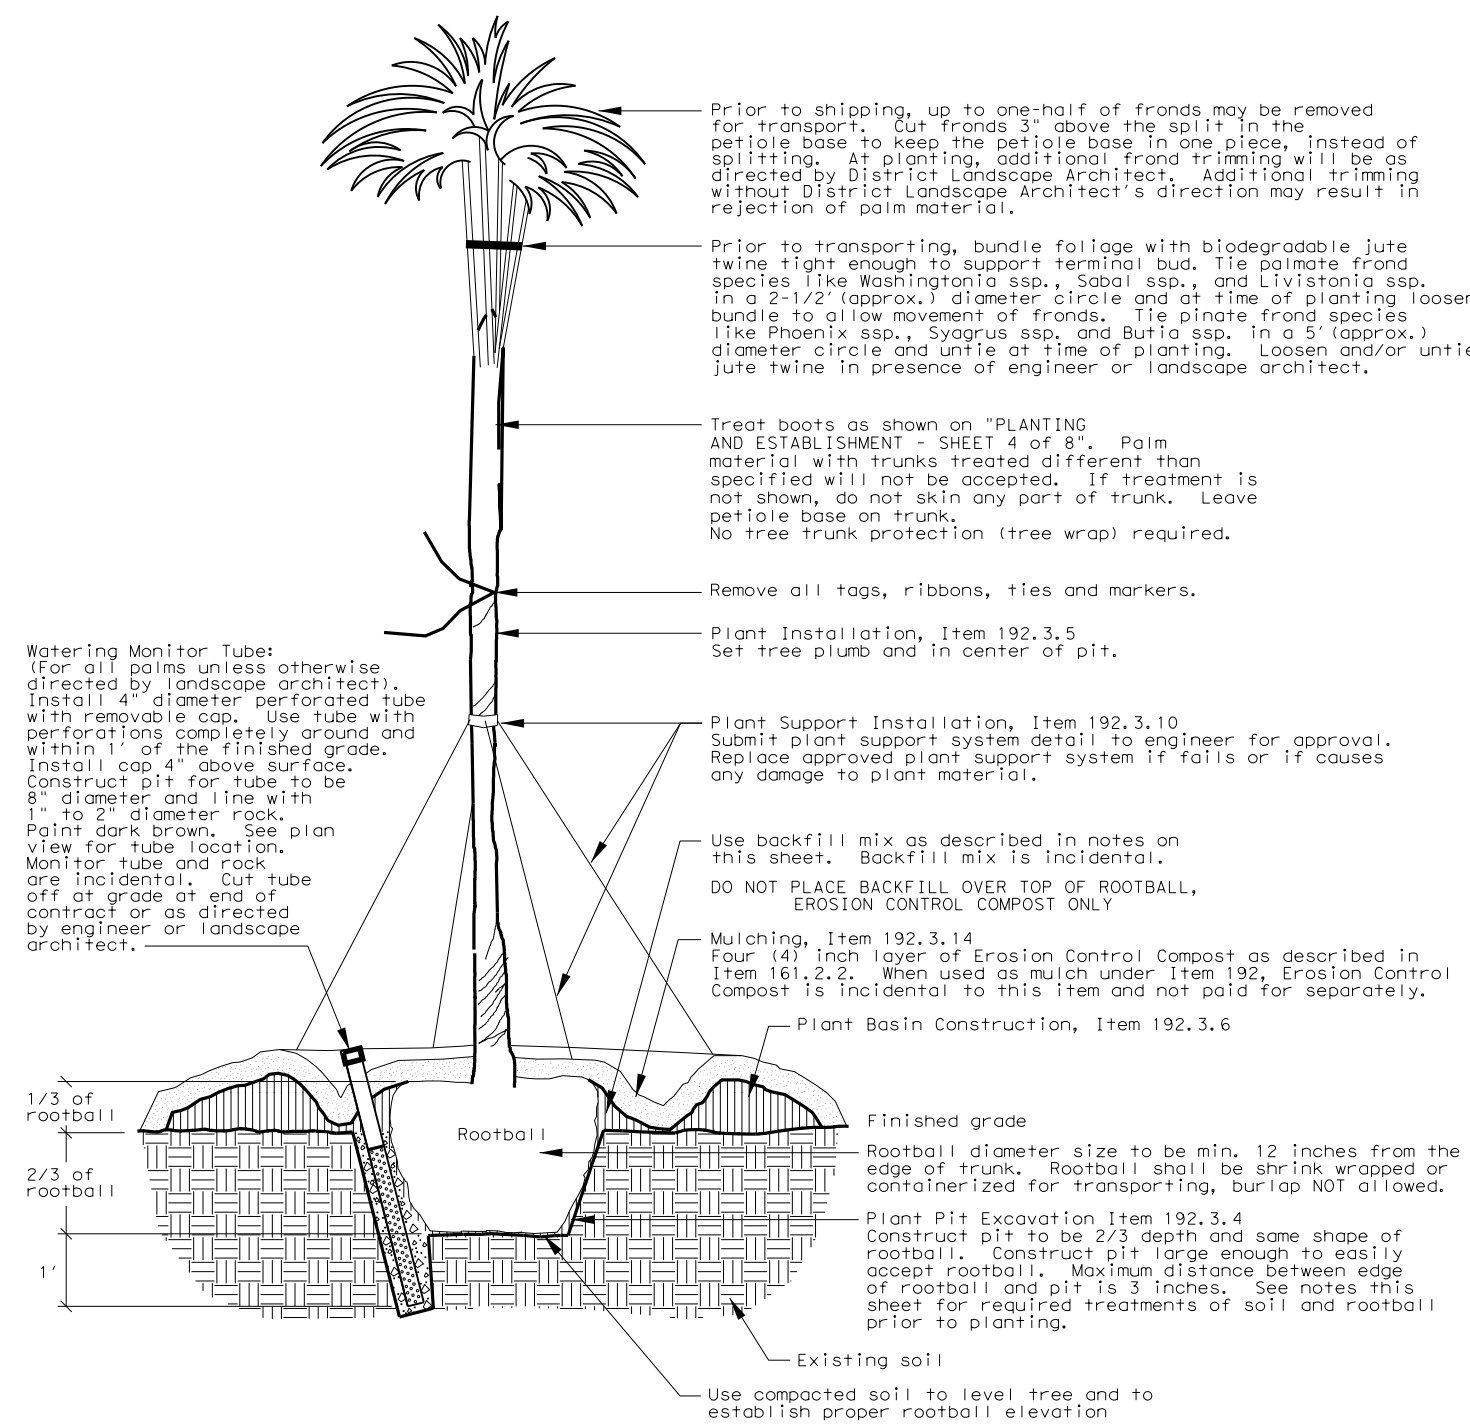 Prior to shipping, up to one-half of fronds may be removed
for transport. Cut fronds 3" above the split in the
petiole base to keep the petiole base in one piece, instead of
splitting. At planting, additional frond trimming will be as
directed by District Landscape Architect. Additional trimming
without District Landscape Architect's direction may result in
rejection of palm material.
Prior to transporting, bundle foliage with biodegradable jute
twine tight enough to support terminal bud. Tie palmate frond
species like Washingtonia ssp., Sabal ssp., and Livistonia ssp.
in a 2-1/2' (approx.) diameter circle and at time of planting loosen
bundle to allow movement of fronds. Tie pinate frond species
like Phoenix ssp., Syagrus ssp. and Butia ssp. in a 5' (approx.)
diameter circle and untie at time of planting. Loosen and/or untie
jute twine in presence of engineer or landscape architect.
Treat boots as shown on "PLANTING
AND ESTABLISHMENT - SHEET 4 of 8". Palm
material with trunks treated different than
specified will not be accepted. If treatment is
not shown, do not skin any part of trunk. Leave
petiole base on trunk.
No tree trunk protection (tree wrap) required.
Remove all tags, ribbons, ties and markers.
Plant Installation, Item 192.3.5
Set tree plumb and in center of pit.
Watering Monitor Tube:
(For all palms unless otherwise
directed by landscape architect).
Install 4" diameter perforated tube
with removable cap. Use tube with
perforations completely around and
within 1' of the finished grade.
Install cap 4" above surface.
Construct pit for tube to be
8" diameter and line with
1" to 2" diameter rock.
Paint dark brown. See plan
view for tube location.
Monitor tube and rock
are incidental. Cut tube
off at grade at end of
contract or as directed
by engineer or landscape
architect.
Plant Support Installation, Item 192.3.10
Submit plant support system detail to engineer for approval.
Replace approved plant support system if fails or if causes
any damage to plant material.
Use backfill mix as described in notes on
this sheet. Backfill mix is incidental.
DO NOT PLACE BACKFILL OVER TOP OF ROOTBALL,
EROSION CONTROL COMPOST ONLY
Mulching, Item 192.3.14
Four (4) inch layer of Erosion Control Compost as described in
Item 161.2.2. When used as mulch under Item 192, Erosion Control
Compost is incidental to this item and not paid for separately.
Plant Basin Construction, Item 192.3.6
1/3 of
rootball
2/3 of
rootball
1'
Rootball
Finished grade
Rootball diameter size to be min. 12 inches from the
edge of trunk. Rootball shall be shrink wrapped or
containerized for transporting, burlap NOT allowed.
Plant Pit Excavation Item 192.3.4
Construct pit to be 2/3 depth and same shape of
rootball. Construct pit large enough to easily
accept rootball. Maximum distance between edge
of rootball and pit is 3 inches. See notes this
sheet for required treatments of soil and rootball
prior to planting.
Existing soil
Use compacted soil to level tree and to
establish proper rootball elevation